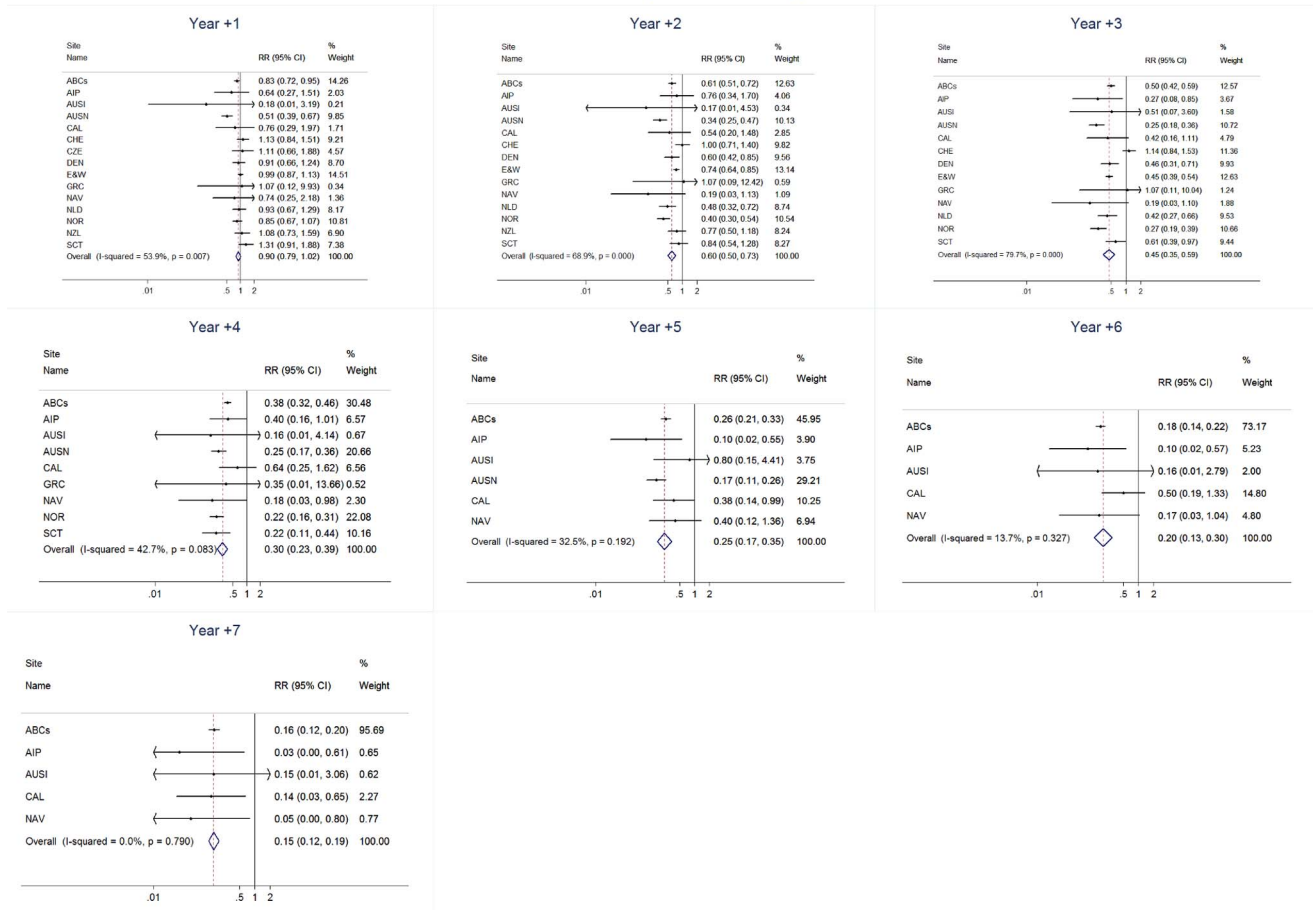 Year +1
Site %
Name RR (95% CI) Weight
ABCs 0.83 (0.72, 0.95) 14.26
AIP 0.64 (0.27, 1.51) 2.03
AUSI 0.18 (0.01, 3.19) 0.21
AUSN 0.51 (0.39, 0.67) 9.85
CAL 0.76 (0.29, 1.97) 1.71
CHE 1.13 (0.84, 1.51) 9.21
CZE 1.11 (0.66, 1.88) 4.57
DEN 0.91 (0.66, 1.24) 8.70
E&W 0.99 (0.87, 1.13) 14.51
GRC 1.07 (0.12, 9.93) 0.34
NAV 0.74 (0.25, 2.18) 1.36
NLD 0.93 (0.67, 1.29) 8.17
NOR 0.85 (0.67, 1.07) 10.81
NZL 1.08 (0.73, 1.59) 6.90
SCT 1.31 (0.91, 1.88) 7.38
Overall (I-squared = 53.9%, p = 0.007) 0.90 (0.79, 1.02) 100.00
.01 .5 1 2
Year +2
Site %
Name RR (95% CI) Weight
ABCs 0.61 (0.51, 0.72) 12.63
AIP 0.76 (0.34, 1.70) 4.06
AUSI 0.17 (0.01, 4.53) 0.34
AUSN 0.34 (0.25, 0.47) 10.13
CAL 0.54 (0.20, 1.48) 2.85
CHE 1.00 (0.71, 1.40) 9.82
DEN 0.60 (0.42, 0.85) 9.56
E&W 0.74 (0.64, 0.85) 13.14
GRC 1.07 (0.09, 12.42) 0.59
NAV 0.19 (0.03, 1.13) 1.09
NLD 0.48 (0.32, 0.72) 8.74
NOR 0.40 (0.30, 0.54) 10.54
NZL 0.77 (0.50, 1.18) 8.24
SCT 0.84 (0.54, 1.28) 8.27
Overall (I-squared = 68.9%, p = 0.000) 0.60 (0.50, 0.73) 100.00
.01 .5 1 2
Year +3
Site %
Name RR (95% CI) Weight
ABCs 0.50 (0.42, 0.59) 12.57
AIP 0.27 (0.08, 0.85) 3.67
AUSI 0.51 (0.07, 3.60) 1.58
AUSN 0.25 (0.18, 0.36) 10.72
CAL 0.42 (0.16, 1.11) 4.79
CHE 1.14 (0.84, 1.53) 11.36
DEN 0.46 (0.31, 0.71) 9.93
E&W 0.45 (0.39, 0.54) 12.63
GRC 1.07 (0.11, 10.04) 1.24
NAV 0.19 (0.03, 1.10) 1.88
NLD 0.42 (0.27, 0.66) 9.53
NOR 0.27 (0.19, 0.39) 10.66
SCT 0.61 (0.39, 0.97) 9.44
Overall (I-squared = 79.7%, p = 0.000) 0.45 (0.35, 0.59) 100.00
.01 .5 1 2
Year +4
Site %
Name RR (95% CI) Weight
ABCs 0.38 (0.32, 0.46) 30.48
AIP 0.40 (0.16, 1.01) 6.57
AUSI 0.16 (0.01, 4.14) 0.67
AUSN 0.25 (0.17, 0.36) 20.66
CAL 0.64 (0.25, 1.62) 6.56
GRC 0.35 (0.01, 13.66) 0.52
NAV 0.18 (0.03, 0.98) 2.30
NOR 0.22 (0.16, 0.31) 22.08
SCT 0.22 (0.11, 0.44) 10.16
Overall (I-squared = 42.7%, p = 0.083) 0.30 (0.23, 0.39) 100.00
.01 .5 1 2
Year +5
Site %
Name RR (95% CI) Weight
ABCs 0.26 (0.21, 0.33) 45.95
AIP 0.10 (0.02, 0.55) 3.90
AUSI 0.80 (0.15, 4.41) 3.75
AUSN 0.17 (0.11, 0.26) 29.21
CAL 0.38 (0.14, 0.99) 10.25
NAV 0.40 (0.12, 1.36) 6.94
Overall (I-squared = 32.5%, p = 0.192) 0.25 (0.17, 0.35) 100.00
.01 .5 1 2
Year +6
Site %
Name RR (95% CI) Weight
ABCs 0.18 (0.14, 0.22) 73.17
AIP 0.10 (0.02, 0.57) 5.23
AUSI 0.16 (0.01, 2.79) 2.00
CAL 0.50 (0.19, 1.33) 14.80
NAV 0.17 (0.03, 1.04) 4.80
Overall (I-squared = 13.7%, p = 0.327) 0.20 (0.13, 0.30) 100.00
.01 .5 1 2
Year +7
Site %
Name RR (95% CI) Weight
ABCs 0.16 (0.12, 0.20) 95.69
AIP 0.03 (0.00, 0.61) 0.65
AUSI 0.15 (0.01, 3.06) 0.62
CAL 0.14 (0.03, 0.65) 2.27
NAV 0.05 (0.00, 0.80) 0.77
Overall (I-squared = 0.0%, p = 0.790) 0.15 (0.12, 0.19) 100.00
.01 .5 1 2